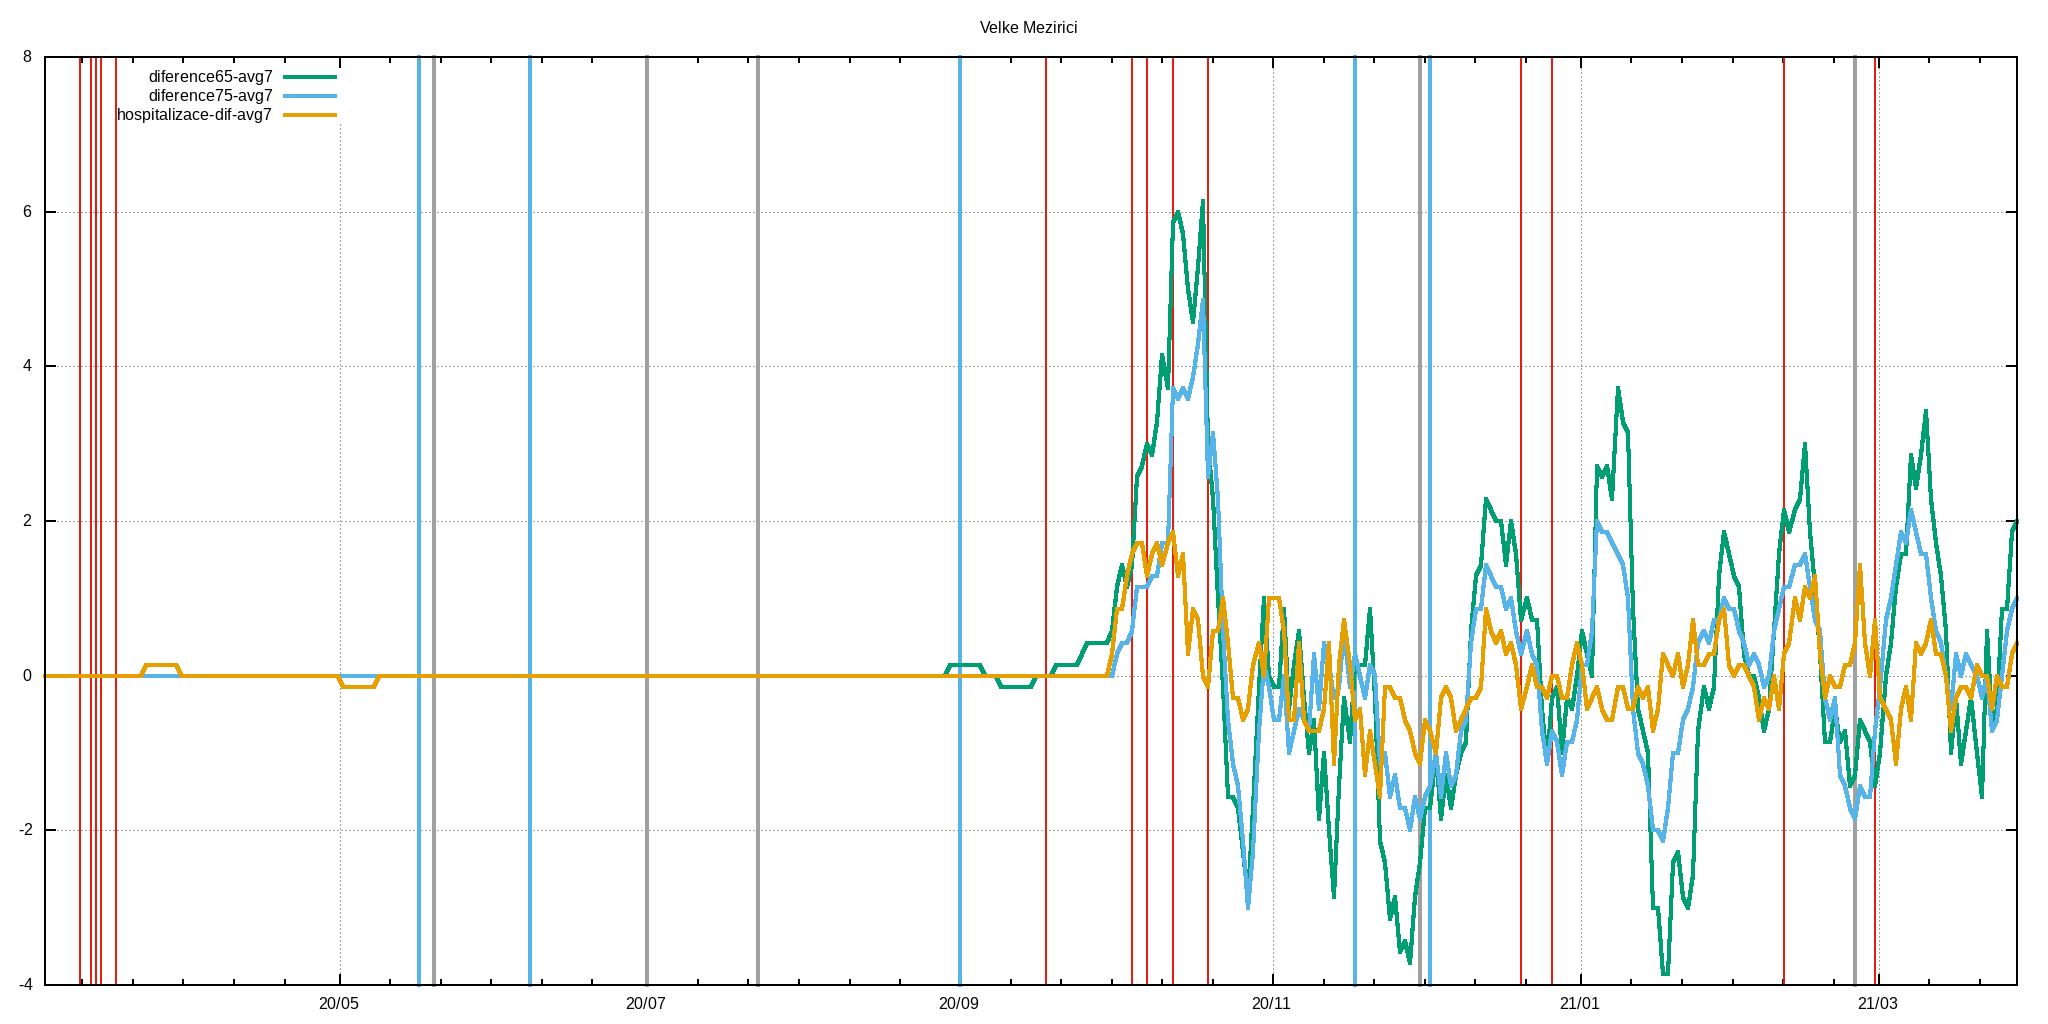 Velke Mezirici
8
diference65-avg7
diference75-avg7
hospitalizace-dif-avg7
6
4
2
0
-2
-4
20/05 20/07 20/09 20/11 21/01 21/03